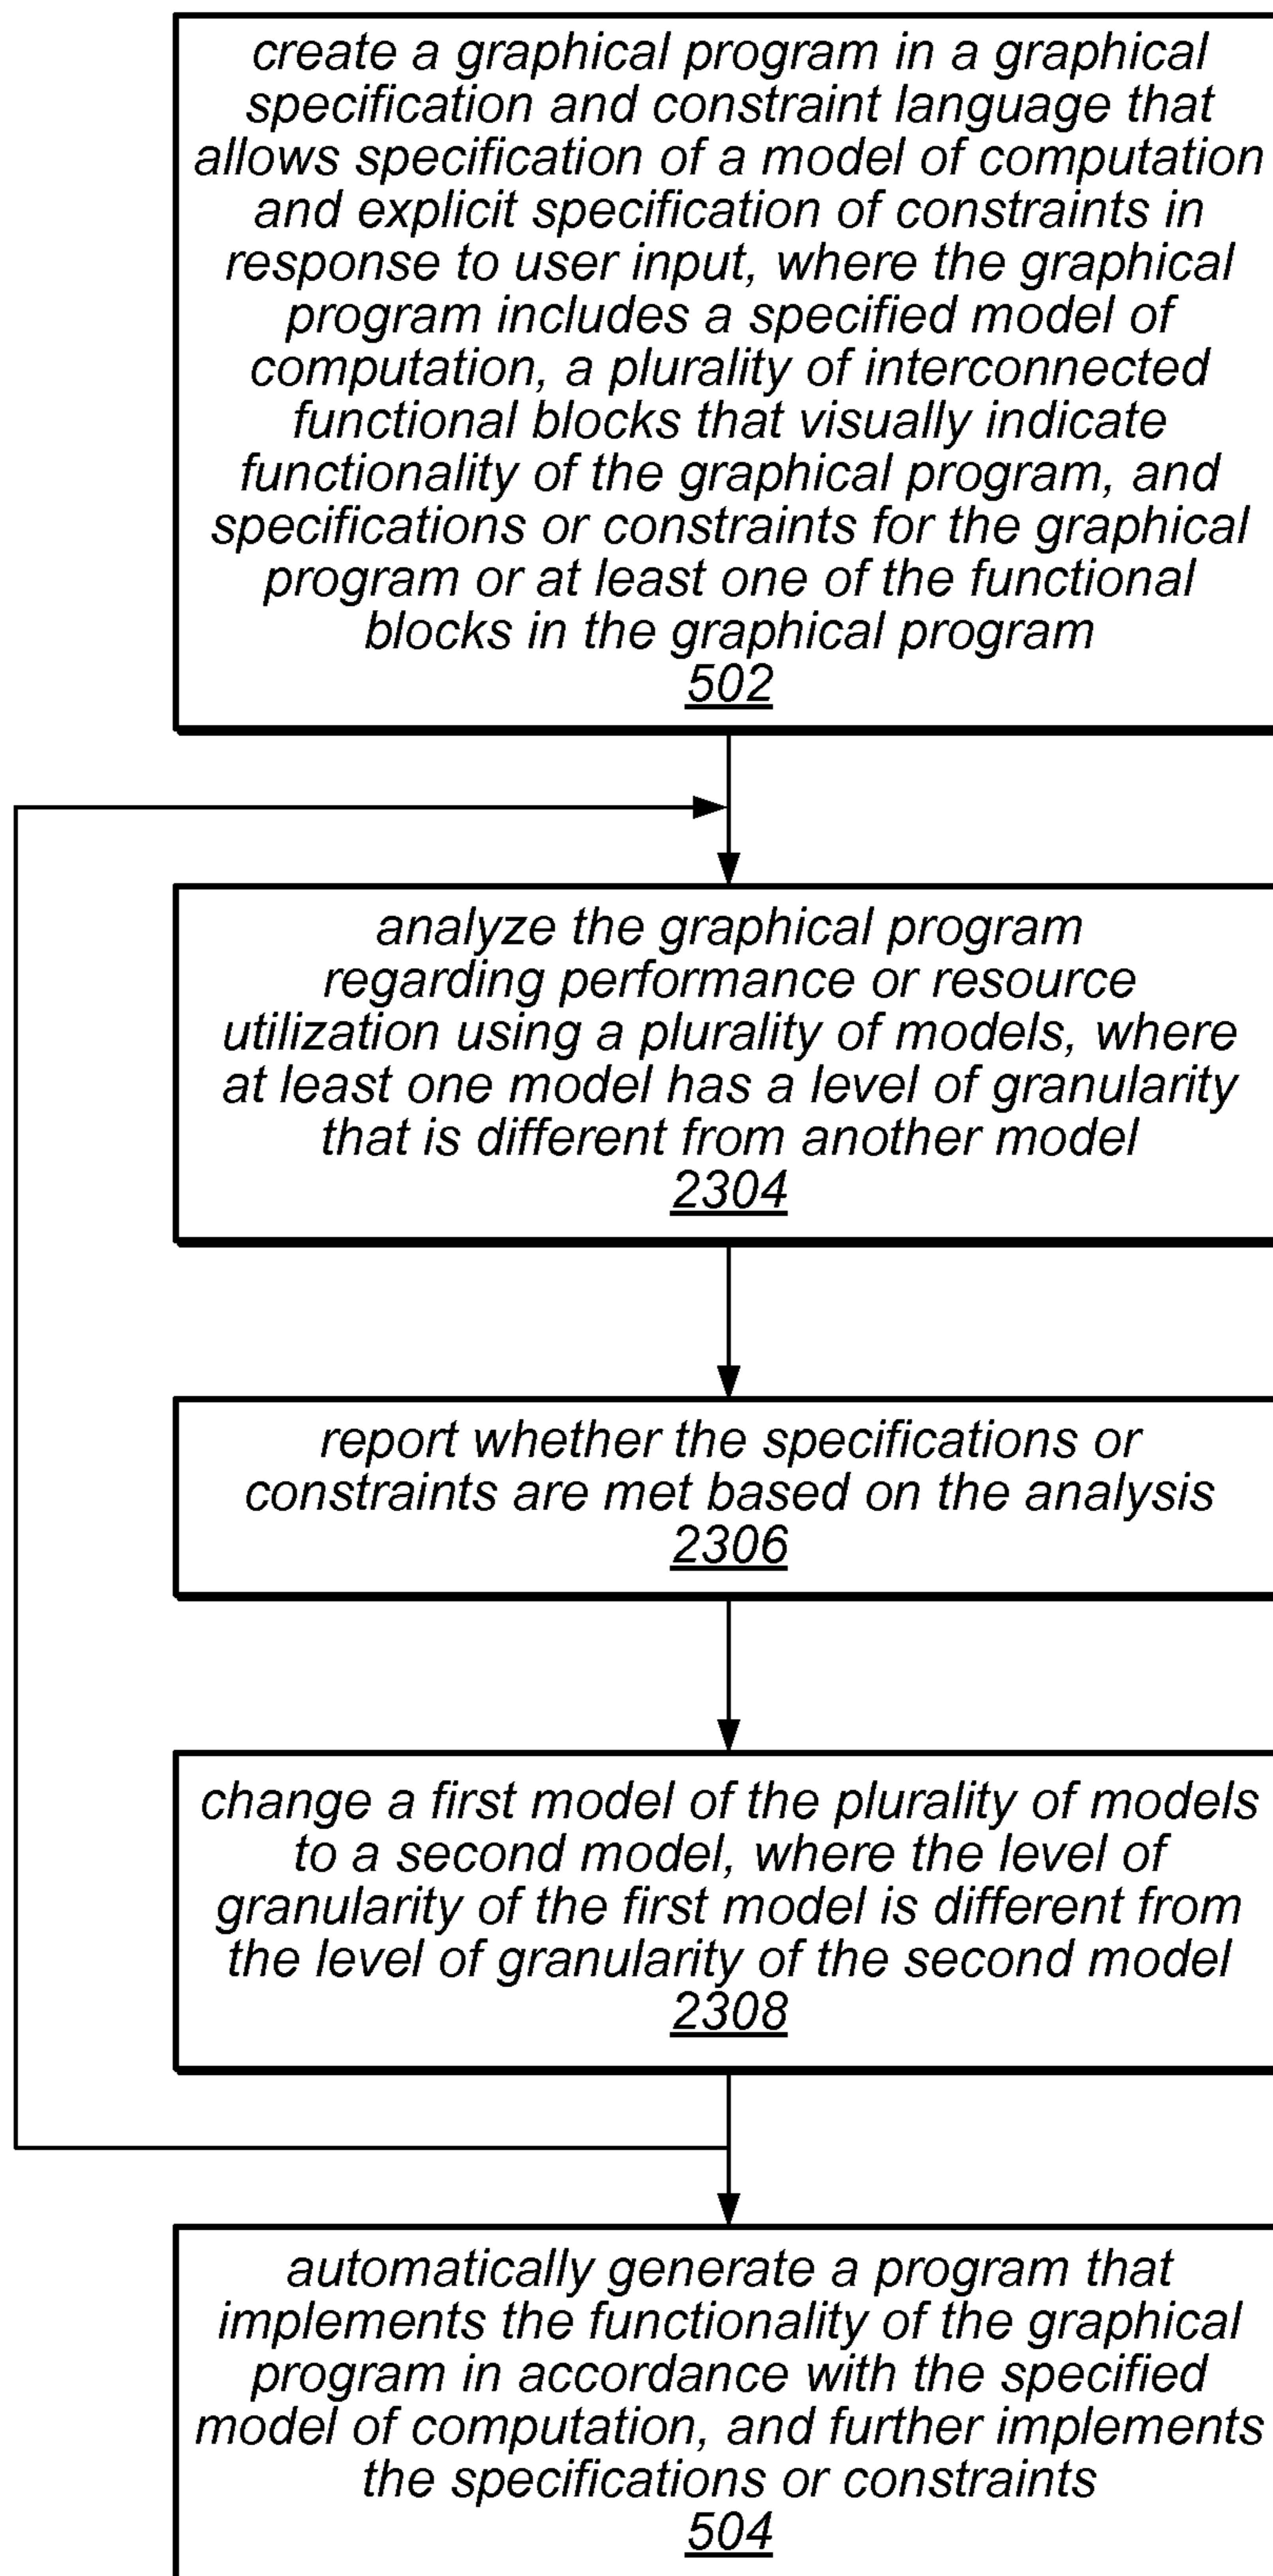 create a graphical program in a graphical
specification and constraint language that
allows specification of a model of computation
and explicit specification of constraints in
response to user input, where the graphical
program includes a specified model of
computation, a plurality of interconnected
functional blocks that visually indicate
functionality of the graphical program, and
specifications or constraints for the graphical
program or at least one of the functional
blocks in the graphical program
502
analyze the graphical program
regarding performance or resource
utilization using a plurality of models, where
at least one model has a level of granularity
that is different from another model
2304
report whether the specifications or
constraints are met based on the analysis
2306
change a first model of the plurality of models
to a second model, where the level of
granularity of the first model is different from
the level of granularity of the second model
2308
automatically generate a program that
implements the functionality of the graphical
program in accordance with the specified
model of computation, and further implements
the specifications or constraints
504